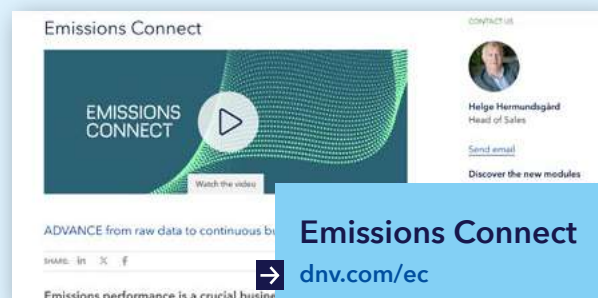 Emissions Connect
CONTACT US
EMISSIONS
CONNECT
Watch the video
Helge Hermundsgård
Head of Sales
Send email
Discover the new modules
ADVANCE from raw data to continuous bu
SHARE:
Emissions performance is a crucial busine
Emissions Connect
dnv.com/ec